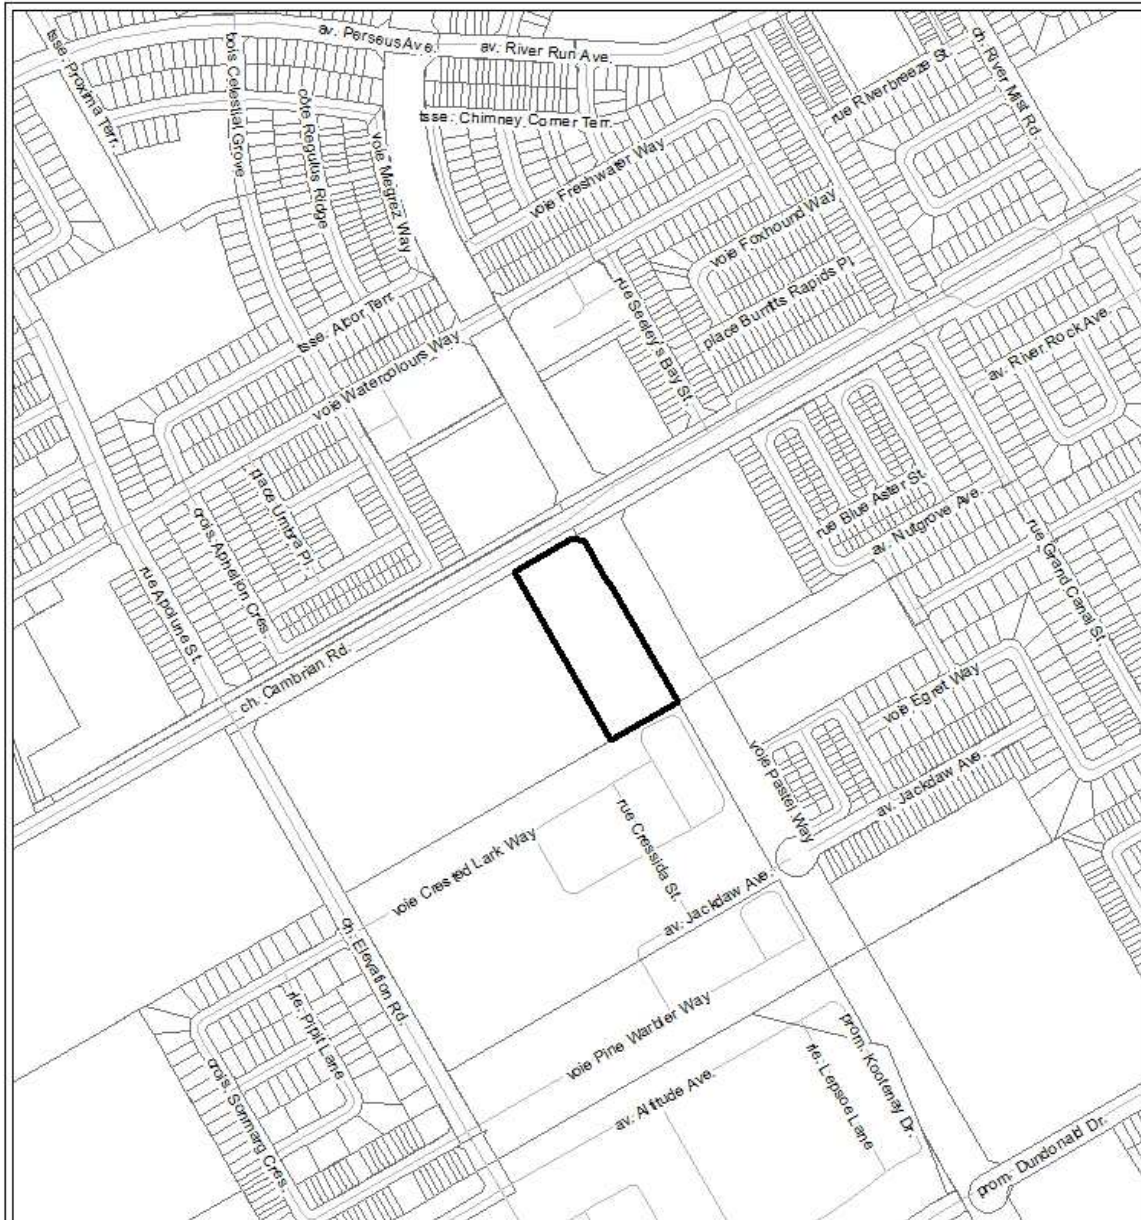 av. Perseus Ave.
av. River Run Ave.
tsse. Proxima Terr.
bois Celestial Grove
côte Regulus Ridge
voie Megrez Way
tsse. Chimney Corner Terr.
rue Riverbreeze St.
ch. River Mist Rd.
voie Freshwater Way
voie Foxhound Way
rue Seeley's Bay St.
place Burritts Rapids Pl.
tsse. Alcor Terr.
voie Watercolours Way
av. River Rock Ave.
place Umbra Pl.
crois. Aphelion Cres.
rue Apolune St.
rue Blue Aster St.
av. Nutgrove Ave.
rue Grand Canal St.
ch. Cambrian Rd.
voie Egret Way
voie Pastel Way
av. Jackdaw Ave.
rue Cressida St.
voie Crested Lark Way
av. Jackdaw Ave.
ch. Elevation Rd.
rle. Pipit Lane
crois. Sonmarg Cres.
voie Pine Warbler Way
av. Altitude Ave.
prom. Kootenay Dr.
rle. Lepsoe Lane
prom. Dundonald Dr.